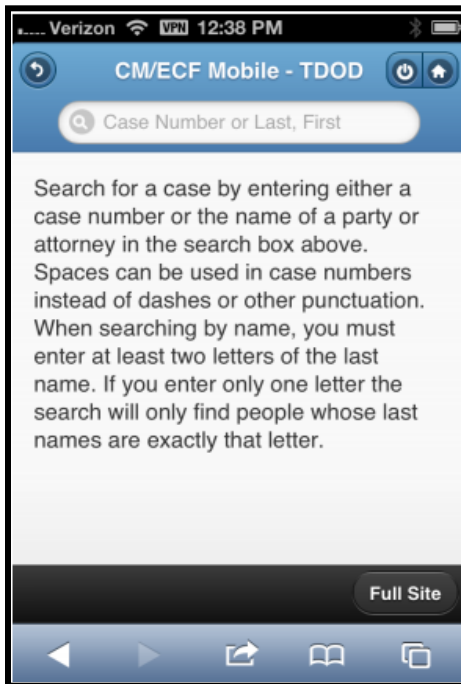 Verizon VPN 12:38 PM
CM/ECF Mobile - TDOD
Case Number or Last, First
Search for a case by entering either a
case number or the name of a party or
attorney in the search box above.
Spaces can be used in case numbers
instead of dashes or other punctuation.
When searching by name, you must
enter at least two letters of the last
name. If you enter only one letter the
search will only find people whose last
names are exactly that letter.
Full Site